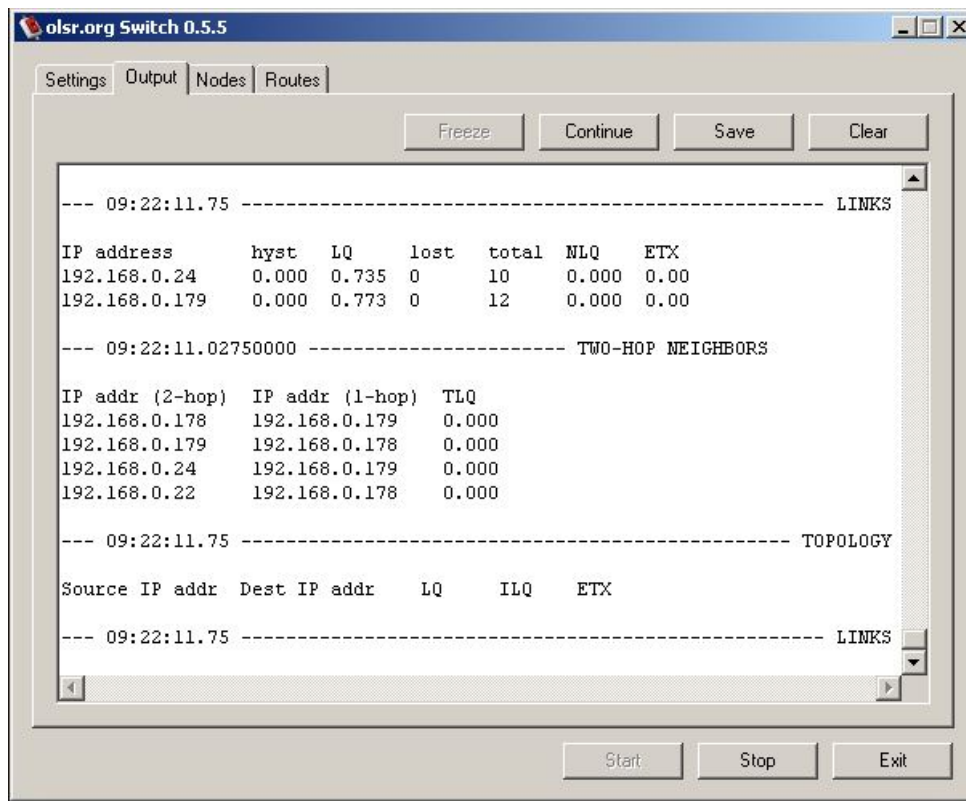 olsr.org Switch 0.5.5
Settings Output Nodes Routes
Freeze Continue Save Clear
--- 09:22:11.75 ---------------------------------------------------- LINKS
IP address hyst LQ lost total NLQ ETX
192.168.0.24 0.000 0.735 0 10 0.000 0.00
192.168.0.179 0.000 0.773 0 12 0.000 0.00
--- 09:22:11.02750000 ----------------------- TWO-HOP NEIGHBORS
IP addr (2-hop) IP addr (1-hop) TLQ
192.168.0.178 192.168.0.179 0.000
192.168.0.179 192.168.0.178 0.000
192.168.0.24 192.168.0.179 0.000
192.168.0.22 192.168.0.178 0.000
--- 09:22:11.75 ------------------------------------------------- TOPOLOGY
Source IP addr Dest IP addr LQ ILQ ETX
--- 09:22:11.75 ---------------------------------------------------- LINKS
Start Stop Exit